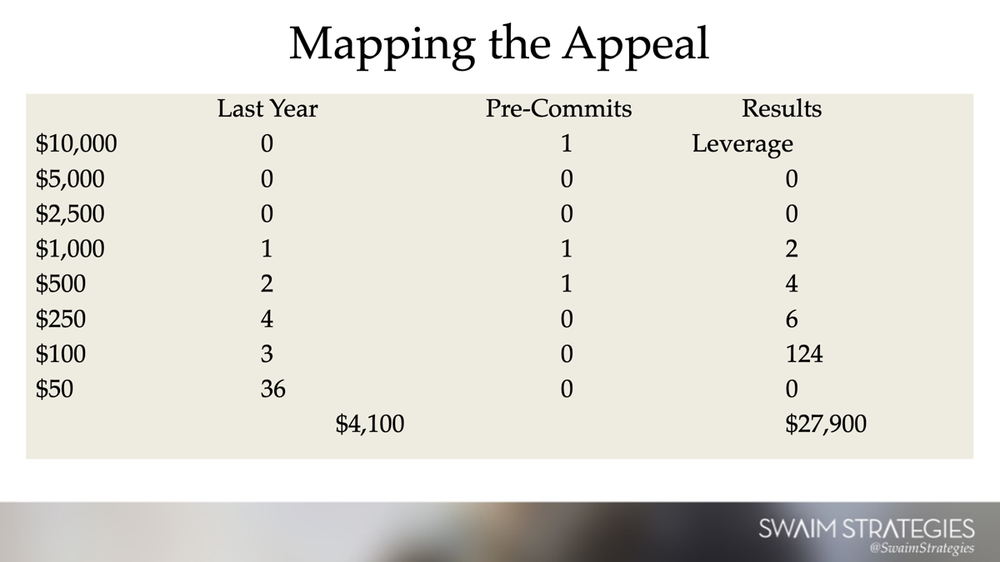 Mapping the Appeal
Last Year Pre-Commits Results
$10,000 0 1 Leverage
$5,000 0 0 0
$2,500 0 0 0
$1,000 1 1 2
$500 2 1 4
$250 4 0 6
$100 3 0 124
$50 36 0 0
$4,100 $27,900
SWAIM STRATEGIES
@SwaimStrategies